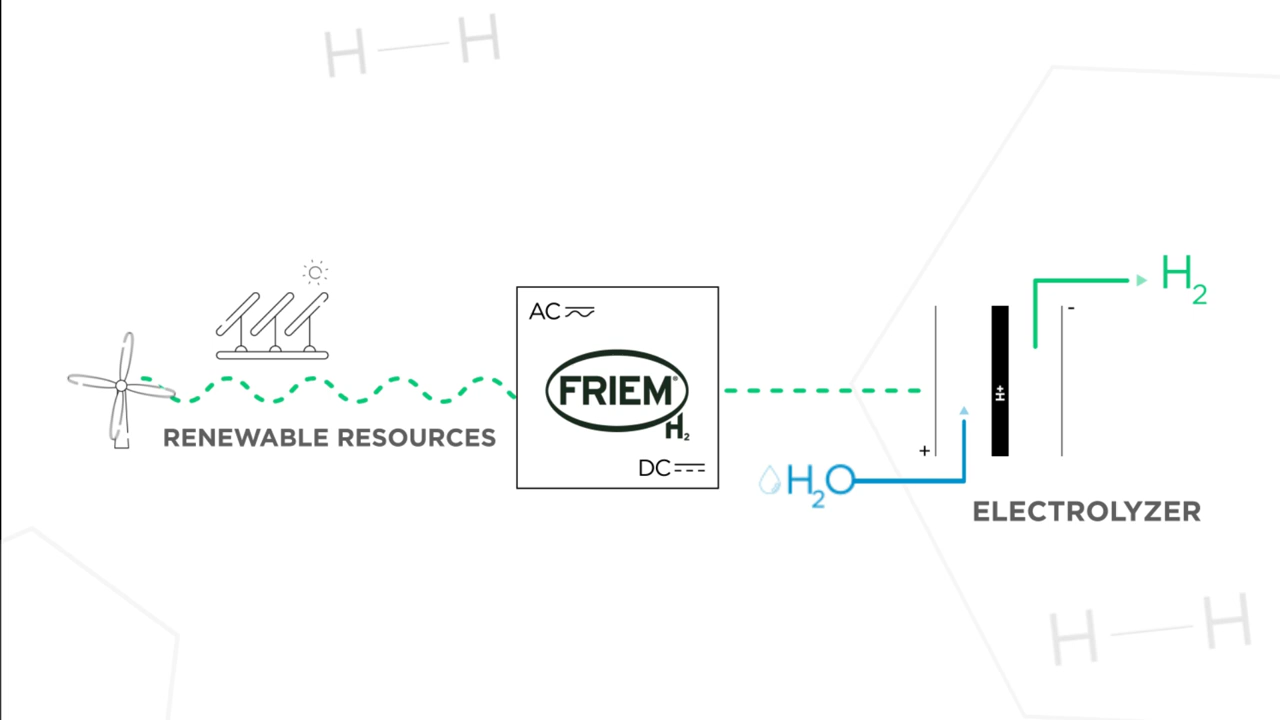 H — H
AC
FRIEM®
H₂
DC
RENEWABLE RESOURCES
H₂
-
H+
+
H₂O
ELECTROLYZER
H — H